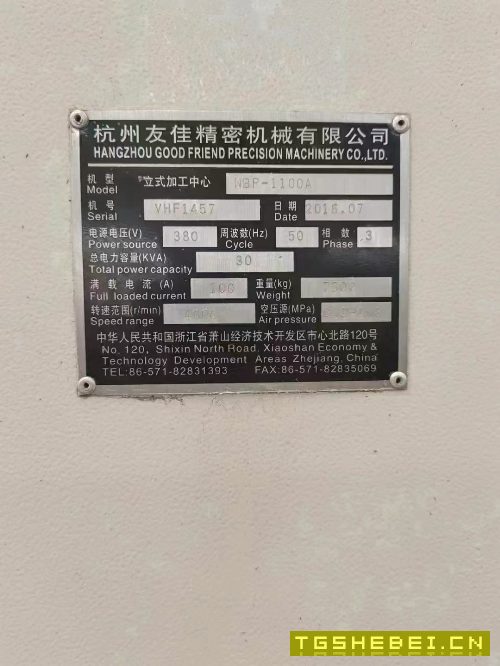 杭州友佳精密机械有限公司
HANGZHOU GOOD FRIEND PRECISION MACHINERY CO.,LTD.
机型 立式加工中心 NBP-1100A
Model
机号 VHF1457 日期 2016.07
Serial Date
电源电压(V) 380 周波数(Hz) 50 相数 3
Power source Cycle Phase
总电力容量(KVA) 30
Total power capacity
满载电流(A) 100 重量(kg)
Full loaded current Weight
转速范围(r/min) 空压源(MPa)
Speed range Air pressure
中华人民共和国浙江省萧山经济技术开发区市心北路120号
No. 120, Shixin North Road, Xiaoshan Economy &
Technology Development Areas Zhejiang, China
TEL:86-571-82831393 FAX:86-571-82835069
TGSHEBEI.CN